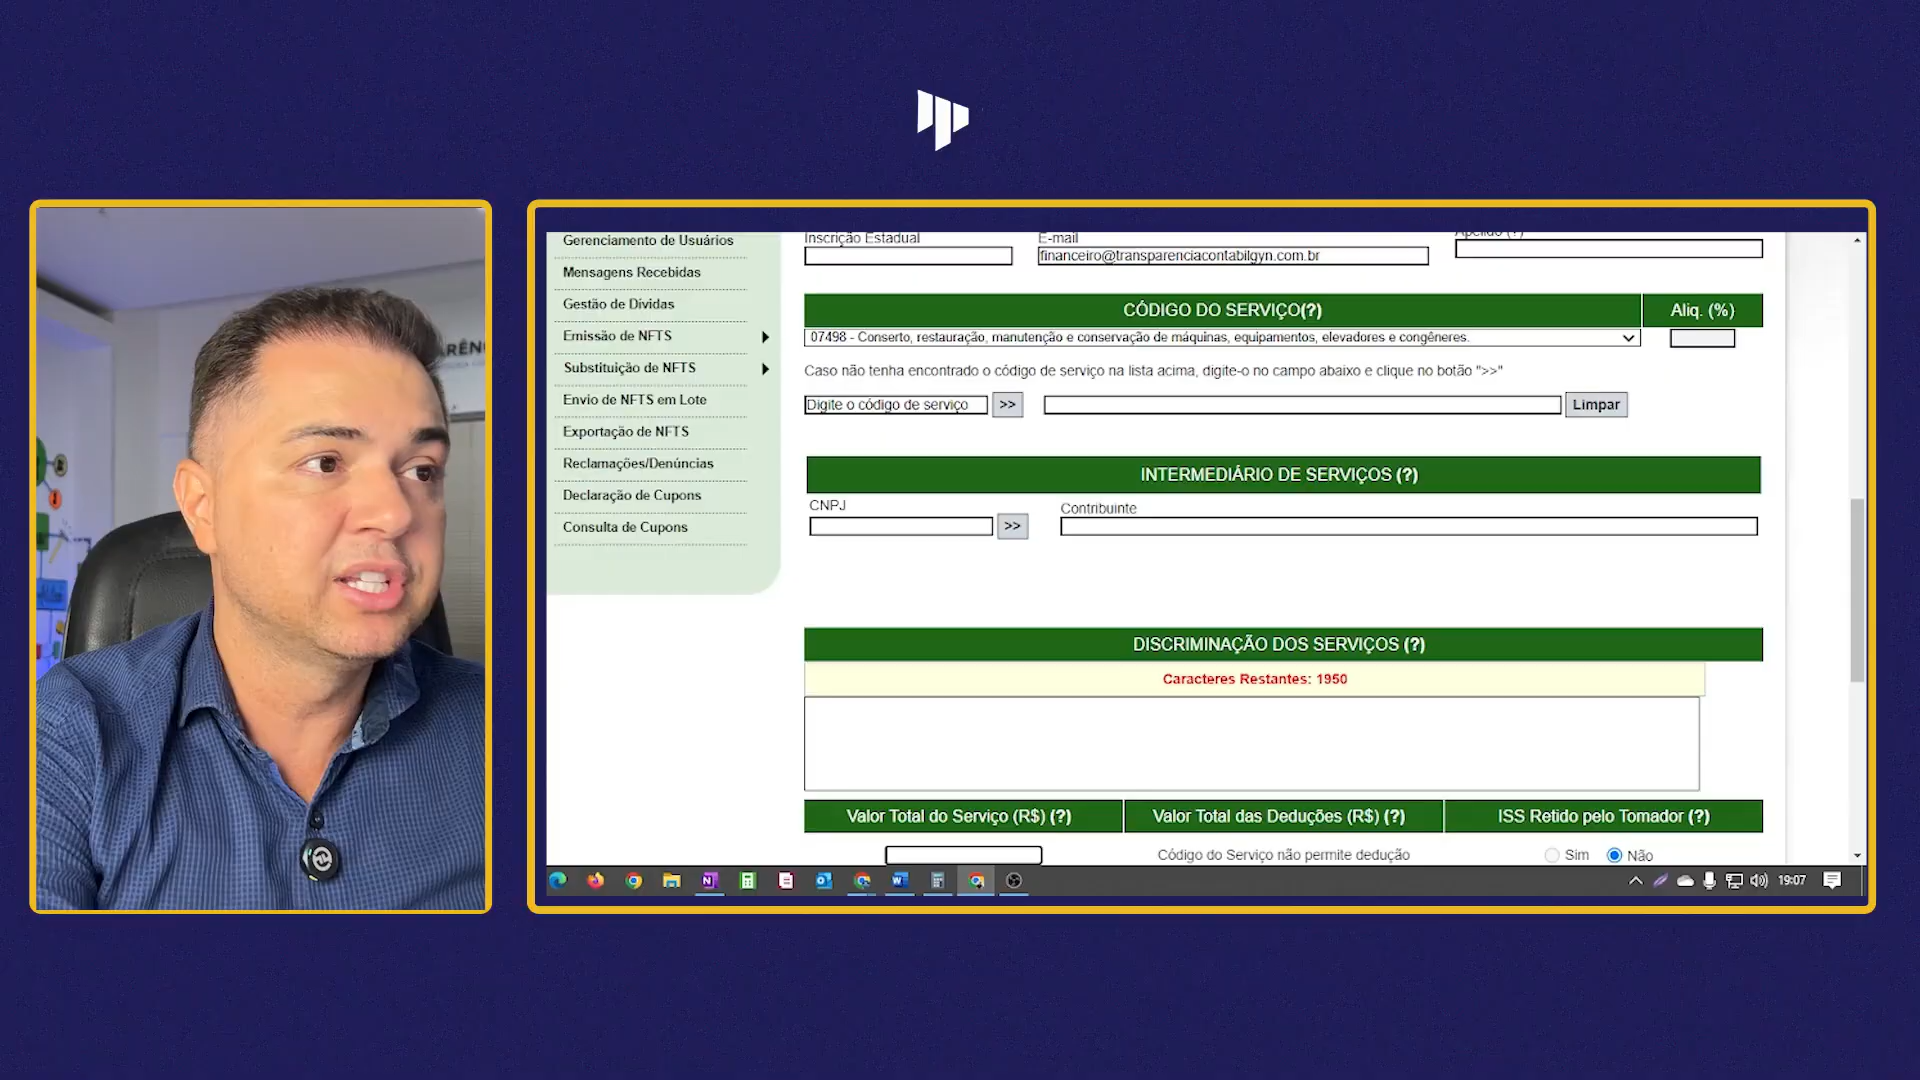 RÊN
Gerenciamento de Usuários
Mensagens Recebidas
Gestão de Dívidas
Emissão de NFTS
Substituição de NFTS
Envio de NFTS em Lote
Exportação de NFTS
Reclamações/Denúncias
Declaração de Cupons
Consulta de Cupons
Inscrição Estadual
E-mail
Apelido (?)
financeiro@transparenciacontabilgyn.com.br
CÓDIGO DO SERVIÇO(?)
Aliq. (%)
07498 - Conserto, restauração, manutenção e conservação de máquinas, equipamentos, elevadores e congêneres.
Caso não tenha encontrado o código de serviço na lista acima, digite-o no campo abaixo e clique no botão ">>"
Digite o código de serviço
>>
Limpar
INTERMEDIÁRIO DE SERVIÇOS (?)
CNPJ
Contribuinte
>>
DISCRIMINAÇÃO DOS SERVIÇOS (?)
Caracteres Restantes: 1950
Valor Total do Serviço (R$) (?)
Valor Total das Deduções (R$) (?)
ISS Retido pelo Tomador (?)
Código do Serviço não permite dedução
Sim
Não
19:07